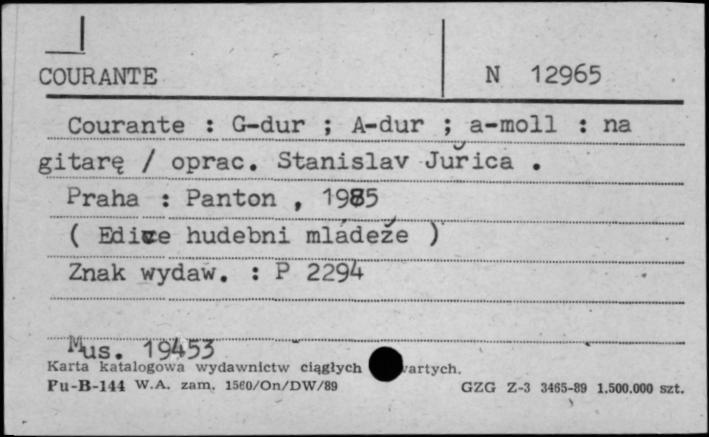 COURANTE
N 12965
Courante : G-dur ; A-dur ; a-moll : na
gitarę / oprac. Stanislav Juřica .
Praha : Panton , 1985
( Edice hudebni mládeže )
Znak wydaw. : P 2294
Mus. 19453
Karta katalogowa wydawnictw ciągłych wartych.
Pu-B-144 W.A. zam. 1560/On/DW/89 GZG Z-3 3465-89 1.500.000 szt.